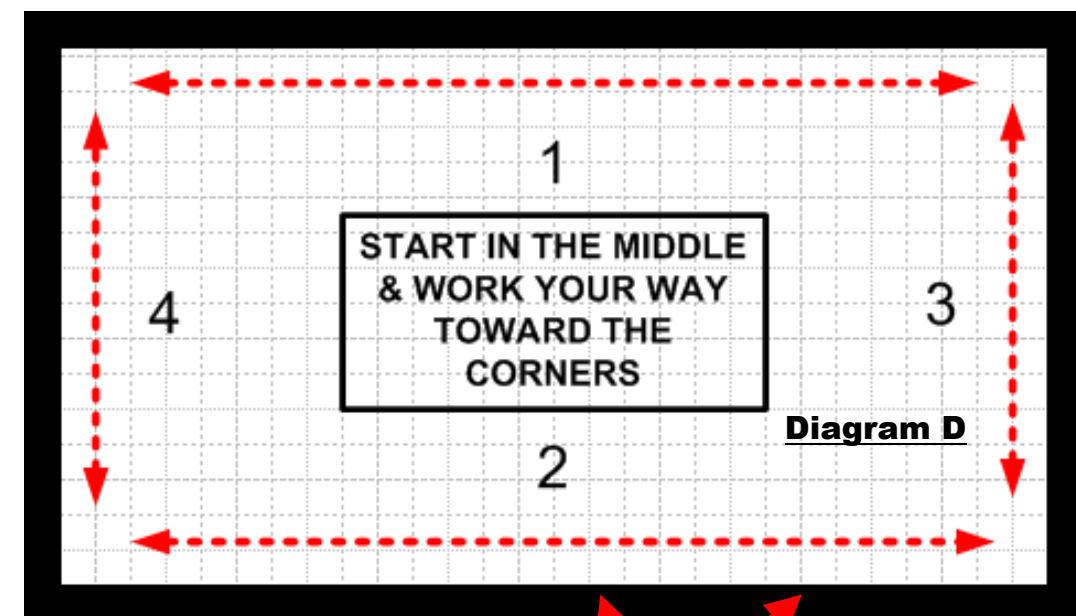 1
START IN THE MIDDLE
& WORK YOUR WAY
TOWARD THE
CORNERS
4
3
Diagram D
2